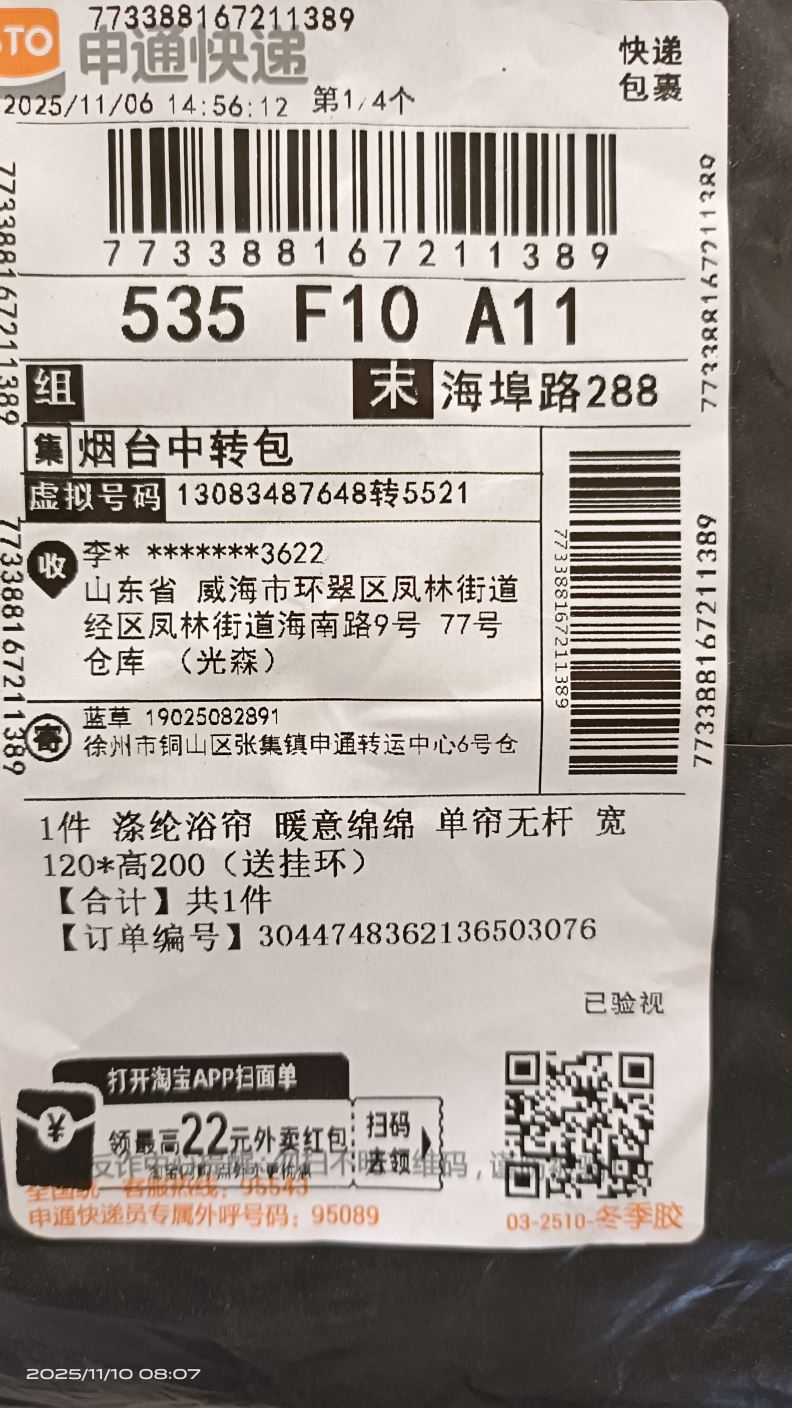 773388167211389
STO
申通快递
快递
包裹
2025/11/06 14:56:12 第1/4个
773388167211389
535 F10 A11
组
末 海埠路288
集 烟台中转包
虚拟号码 13083487648转5521
收 李* *******3622
山东省 威海市环翠区凤林街道
经区凤林街道海南路9号 77号
仓库 （光森）
寄 蓝草 19025082891
徐州市铜山区张集镇申通转运中心6号仓
773388167211389
773388167211389
773388167211389
773388167211389
773388167211389
1件 涤纶浴帘 暖意绵绵 单帘无杆 宽
120*高200（送挂环）
【合计】共1件
【订单编号】3044748362136503076
已验视
打开淘宝APP扫面单
¥
领最高22元外卖红包
扫码
去领
全国统一客服热线：95543
申通快递员专属外呼号码：95089
03-2510-冬季胶
2025/11/10 08:07